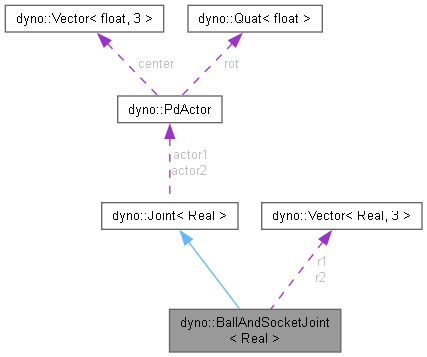 dyno::Vector< float, 3 >
dyno::Quat< float >
center
rot
dyno::PdActor
actor1
actor2
dyno::Joint< Real >
dyno::Vector< Real, 3 >
r1
r2
dyno::BallAndSocketJoint
< Real >